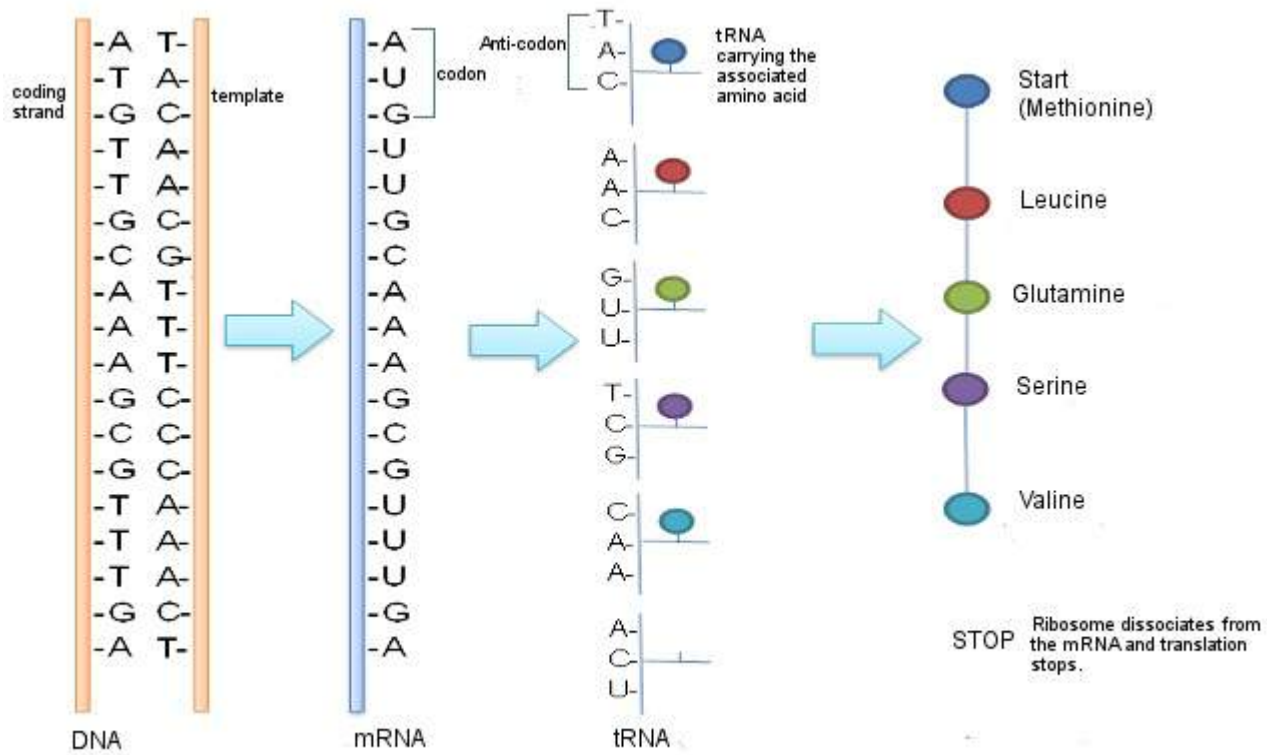 coding
strand
-A T-
-T A-
-G C-
-T A-
-T A-
-G C-
-C G-
-A T-
-A T-
-A T-
-G C-
-C C-
-G C-
-T A-
-T A-
-T A-
-G C-
-A T-
template
DNA
-A
-U
-G
-U
-U
-G
-C
-A
-A
-A
-G
-C
-G
-U
-U
-U
-G
-A
codon
mRNA
Anti-codon
T-
A-
C-
tRNA
carrying the
associated
amino acid
A-
A-
C-
G-
U-
U-
T-
C-
G-
C-
A-
A-
A-
C-
U-
tRNA
Start
(Methionine)
Leucine
Glutamine
Serine
Valine
STOP
Ribosome dissociates from
the mRNA and translation
stops.